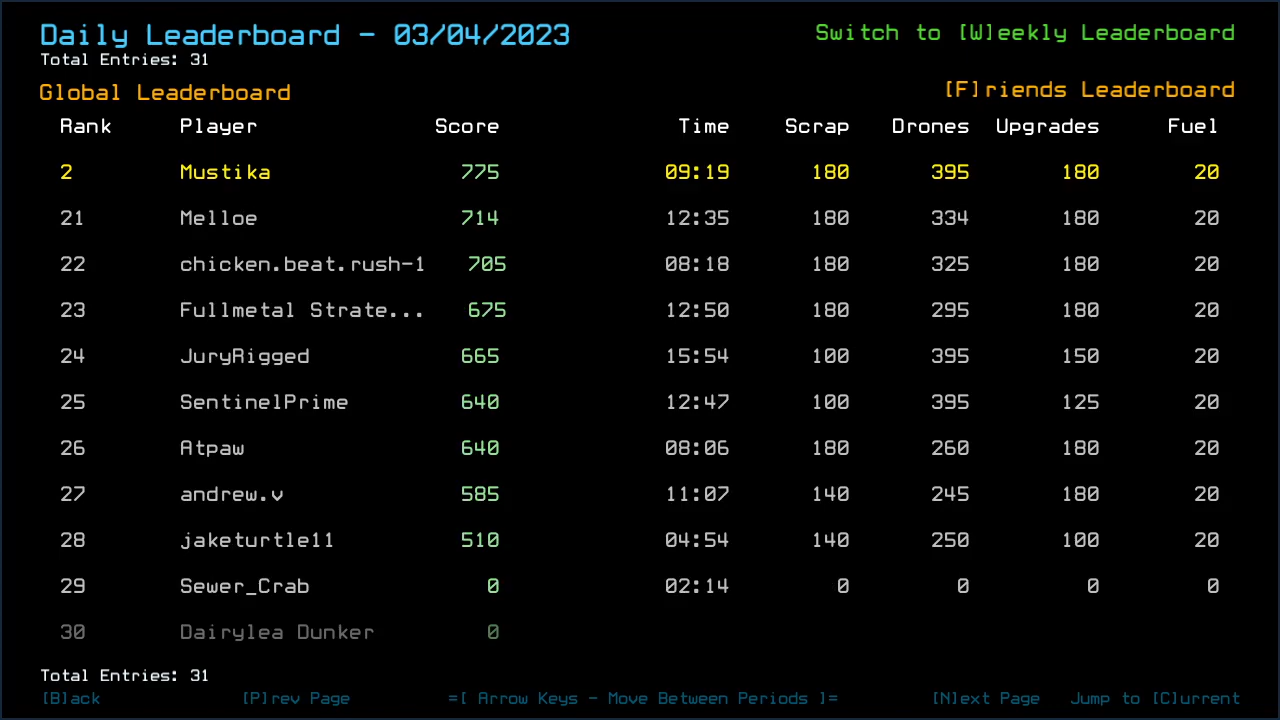 Daily Leaderboard - 03/04/2023 Switch to [W]eekly Leaderboard
Total Entries: 31
Global Leaderboard [F]riends Leaderboard
Rank Player Score Time Scrap Drones Upgrades Fuel
2 Mustika 775 09:19 180 395 180 20
21 Melloe 714 12:35 180 334 180 20
22 chicken.beat.rush-1 705 08:18 180 325 180 20
23 Fullmetal Strate... 675 12:50 180 295 180 20
24 JuryRigged 665 15:54 100 395 150 20
25 SentinelPrime 640 12:47 100 395 125 20
26 Atpaw 640 08:06 180 260 180 20
27 andrew.v 585 11:07 140 245 180 20
28 jaketurtle11 510 04:54 140 250 100 20
29 Sewer_Crab 0 02:14 0 0 0 0
30 Dairylea Dunker 0
Total Entries: 31
[B]ack [P]rev Page =[ Arrow Keys - Move Between Periods ]= [N]ext Page Jump to [C]urrent